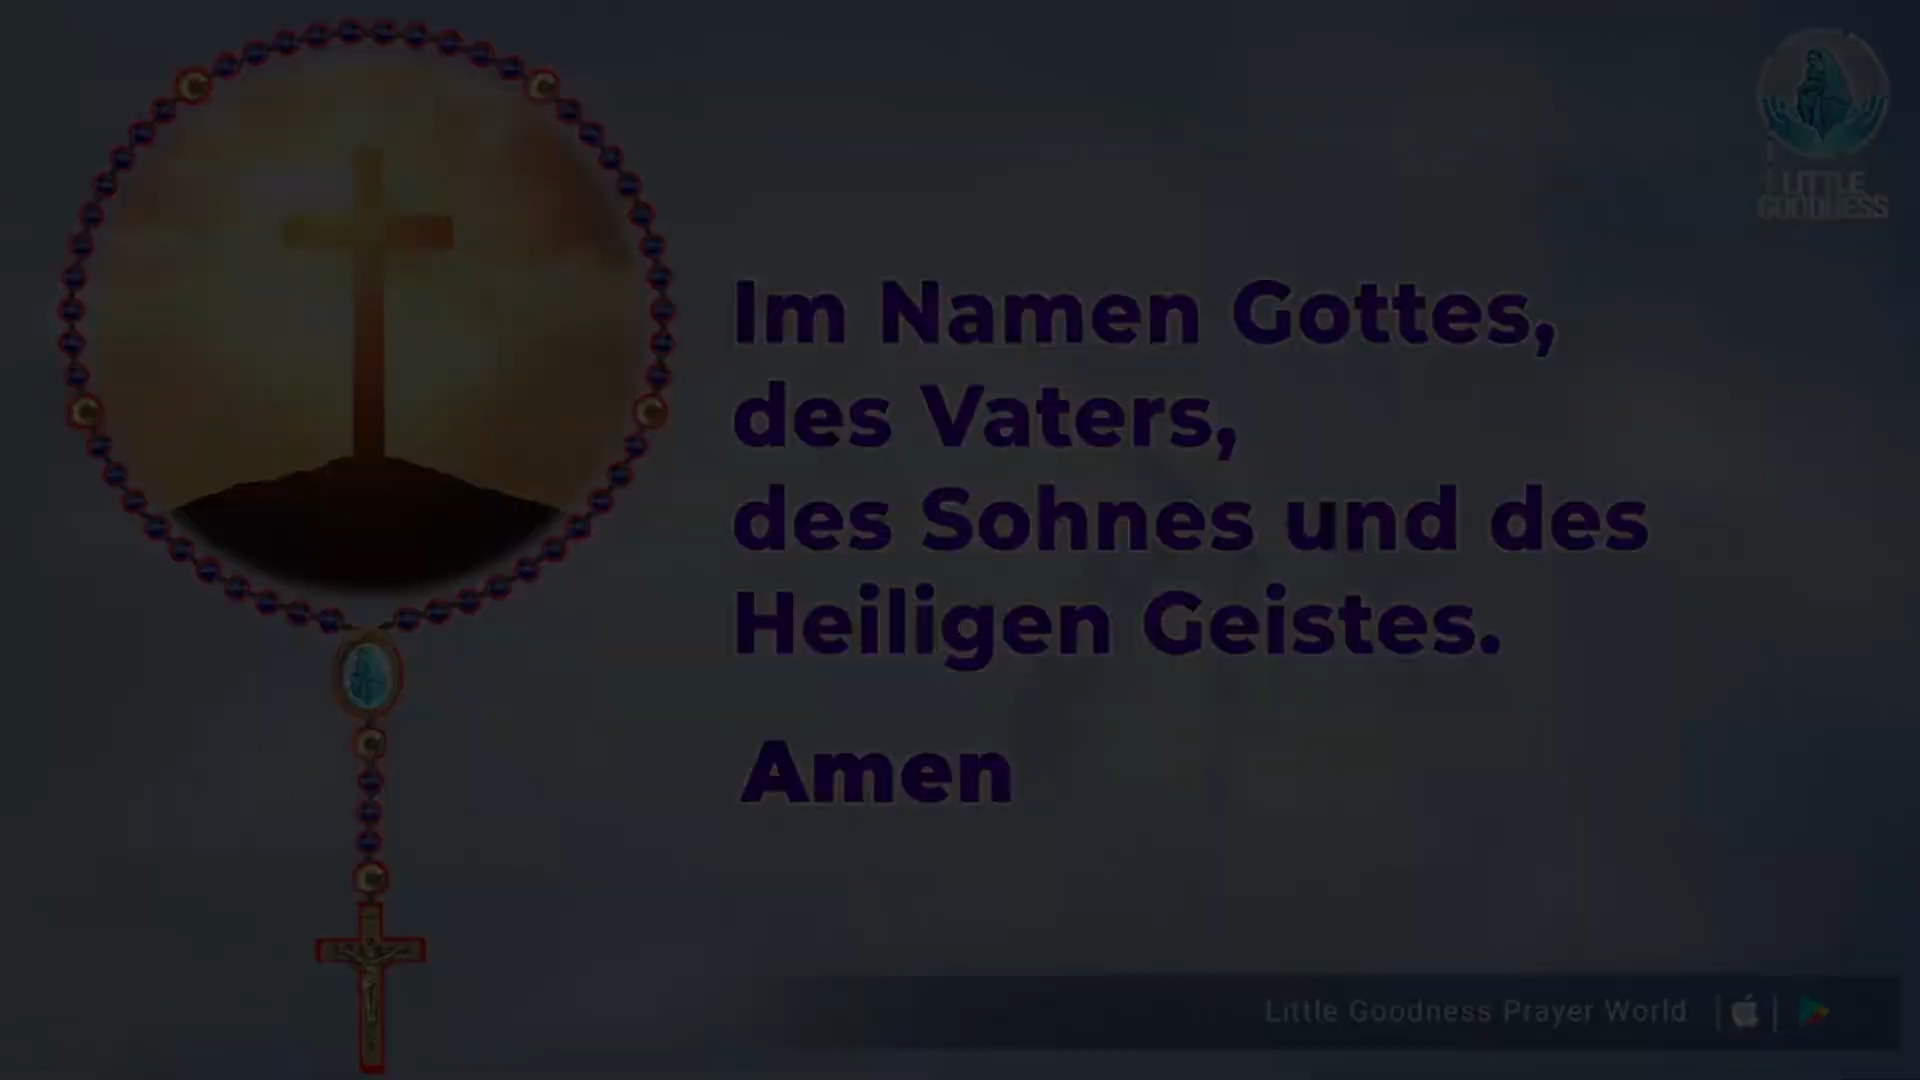 LITTLE
GOODNESS
Im Namen Gottes,
des Vaters,
des Sohnes und des
Heiligen Geistes.
Amen
Little Goodness Prayer World